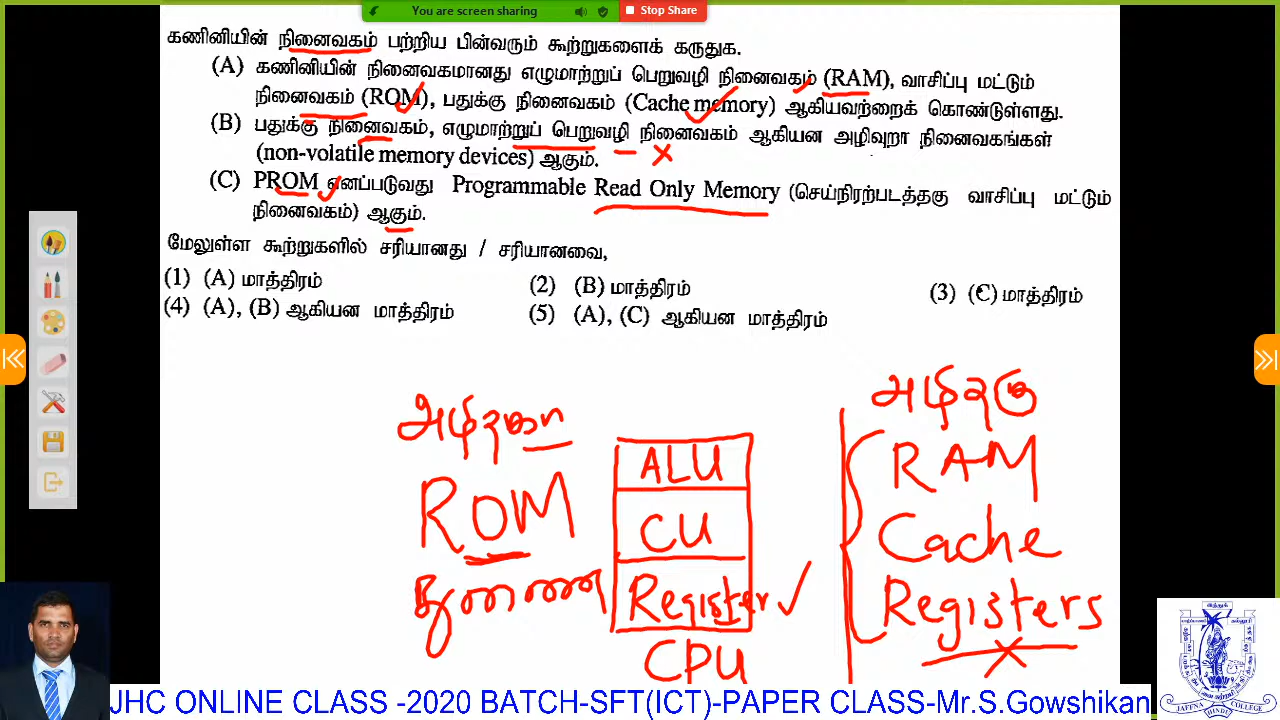 You are screen sharing
Stop Share
கணினியின் நினைவகம் பற்றிய பின்வரும் கூற்றுகளைக் கருதுக.
(A) கணினியின் நினைவகமானது எழுமாற்றுப் பெறுவழி நினைவகம் (RAM), வாசிப்பு மட்டும்
நினைவகம் (ROM), பதுக்கு நினைவகம் (Cache memory) ஆகியவற்றைக் கொண்டுள்ளது.
(B) பதுக்கு நினைவகம், எழுமாற்றுப் பெறுவழி நினைவகம் ஆகியன அழிவுறா நினைவகங்கள்
(non-volatile memory devices) ஆகும்.
(C) PROM எனப்படுவது Programmable Read Only Memory (செய்நிரற்படத்தகு வாசிப்பு மட்டும்
நினைவகம்) ஆகும்.
மேலுள்ள கூற்றுகளில் சரியானது / சரியானவை,
(1) (A) மாத்திரம் (2) (B) மாத்திரம் (3) (C) மாத்திரம்
(4) (A), (B) ஆகியன மாத்திரம் (5) (A), (C) ஆகியன மாத்திரம்
ROM
ALU
CU
Register
CPU
RAM
Cache
Registers
JHC ONLINE CLASS -2020 BATCH-SFT(ICT)-PAPER CLASS-Mr.S.Gowshikan
JAFFNA HINDU COLLEGE